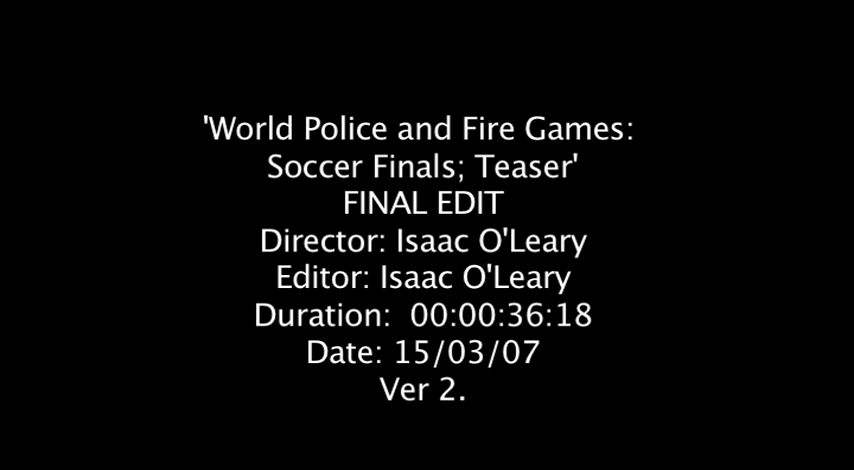 'World Police and Fire Games:
Soccer Finals; Teaser'
FINAL EDIT
Director: Isaac O'Leary
Editor: Isaac O'Leary
Duration:  00:00:36:18
Date: 15/03/07
Ver 2.